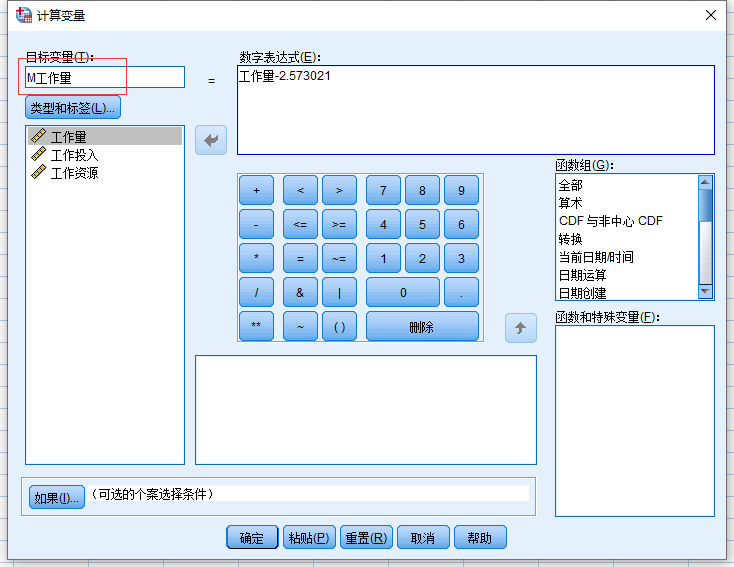 计算变量
目标变量(T):
M工作量
=
数字表达式(E):
工作量-2.573021
类型和标签(L)...
工作量
工作投入
工作资源
+ < > 7 8 9
- <= >= 4 5 6
* = ~= 1 2 3
/ & | 0 .
** ~ ( ) 删除
函数组(G):
全部
算术
CDF 与非中心 CDF
转换
当前日期/时间
日期运算
日期创建
函数和特殊变量(F):
如果(I)...
(可选的个案选择条件)
确定
粘贴(P)
重置(R)
取消
帮助